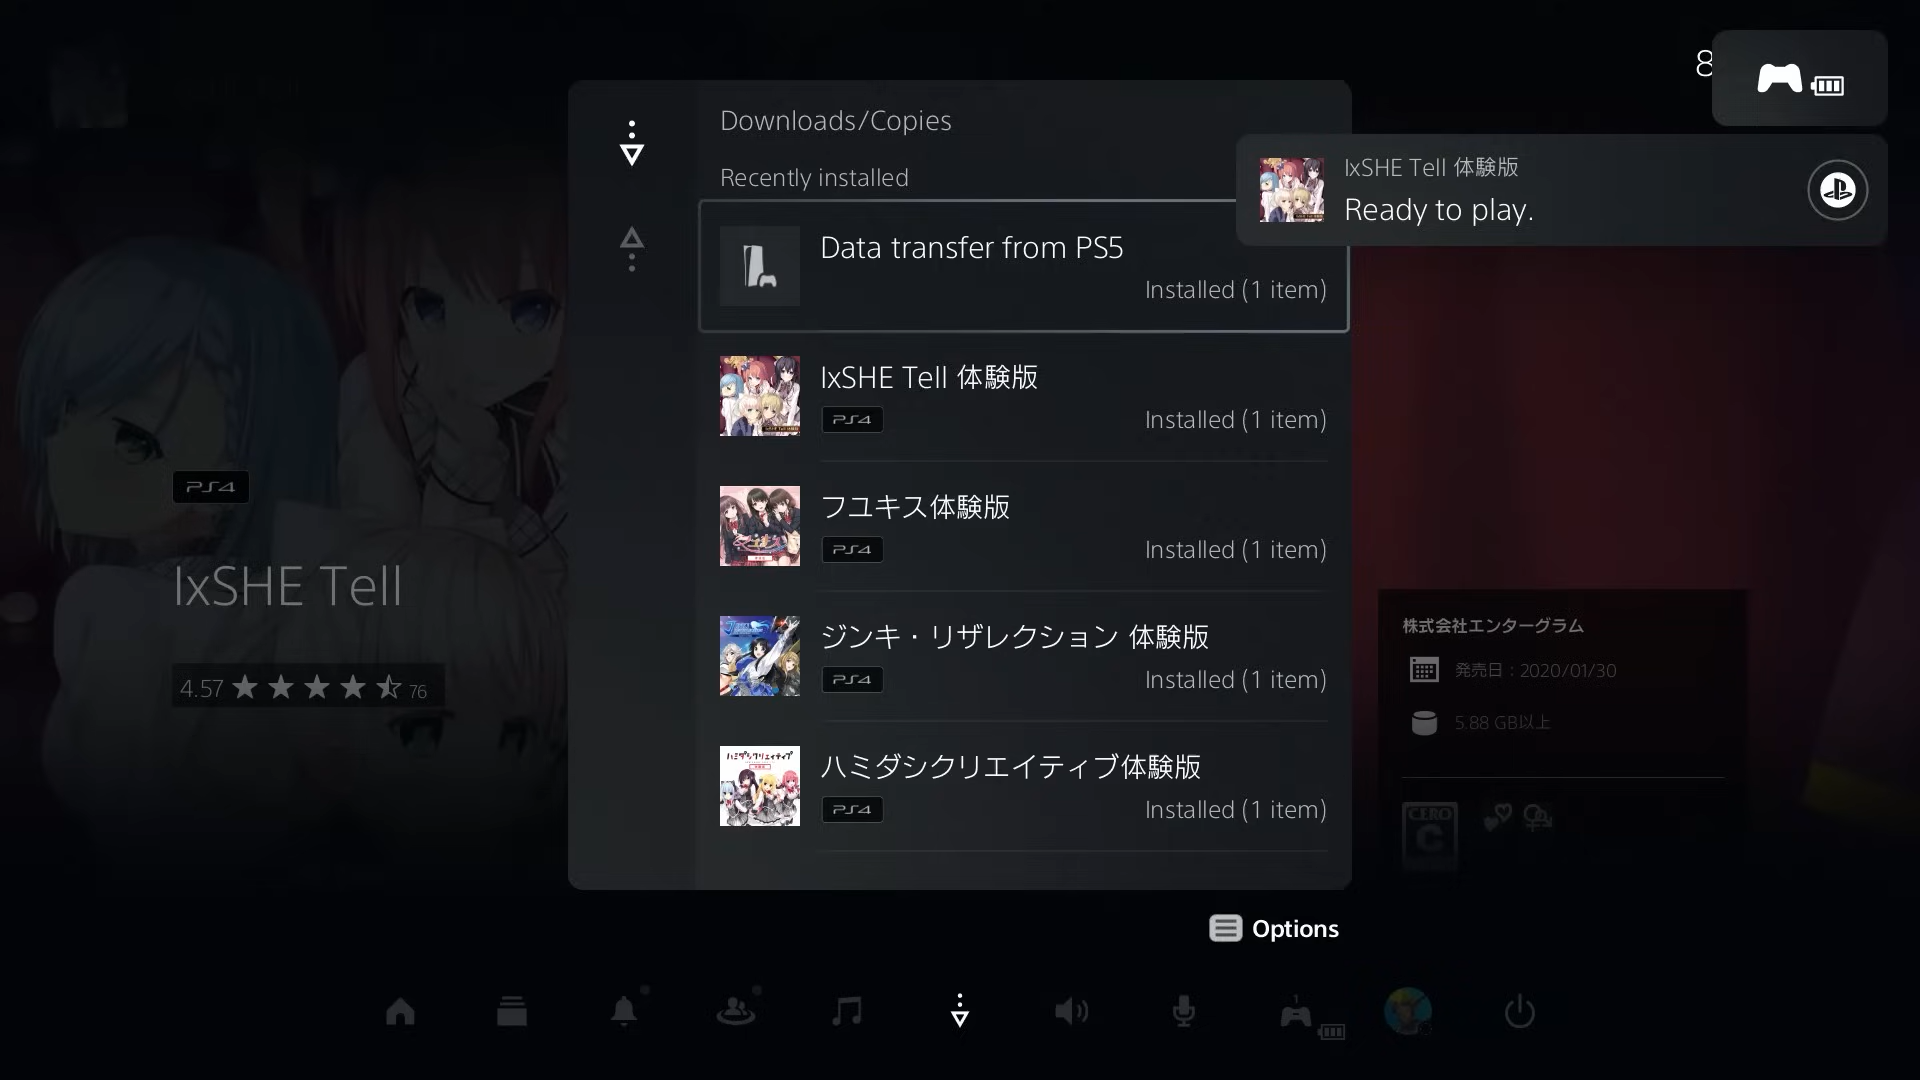 8
Downloads/Copies
Recently installed
IxSHE Tell 体験版
Ready to play.
Data transfer from PS5
Installed (1 item)
IxSHE Tell 体験版
PS4
Installed (1 item)
フユキス体験版
PS4
Installed (1 item)
ジンキ・リザレクション 体験版
PS4
Installed (1 item)
ハミダシクリエイティブ体験版
PS4
Installed (1 item)
PS4
IxSHE Tell
4.57
76
株式会社エンターグラム
発売日：2020/01/30
5.88 GB以上
CERO
C
Options
1